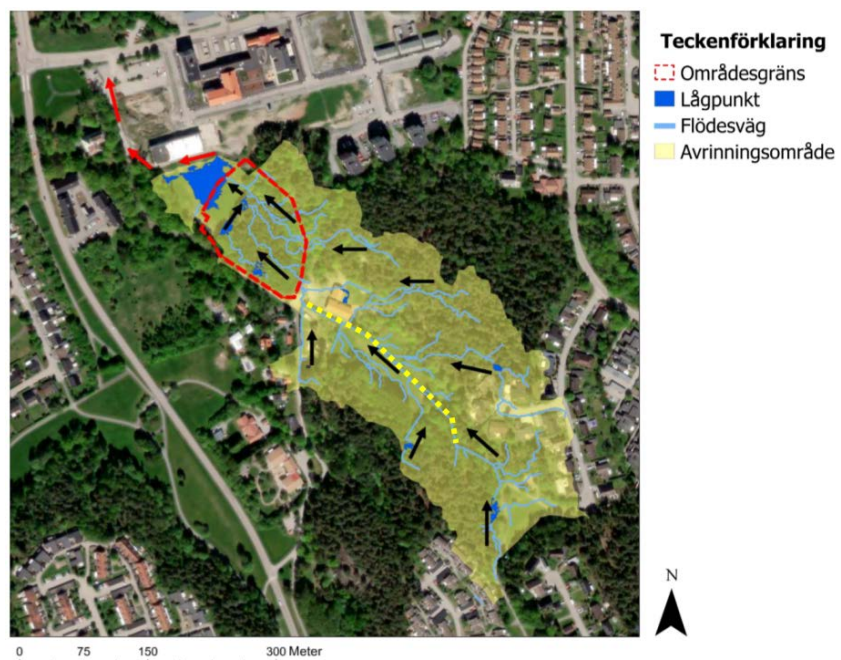 Teckenförklaring
Områdesgräns
Lågpunkt
Flödesväg
Avrinningsområde
N
0 75 150 300 Meter